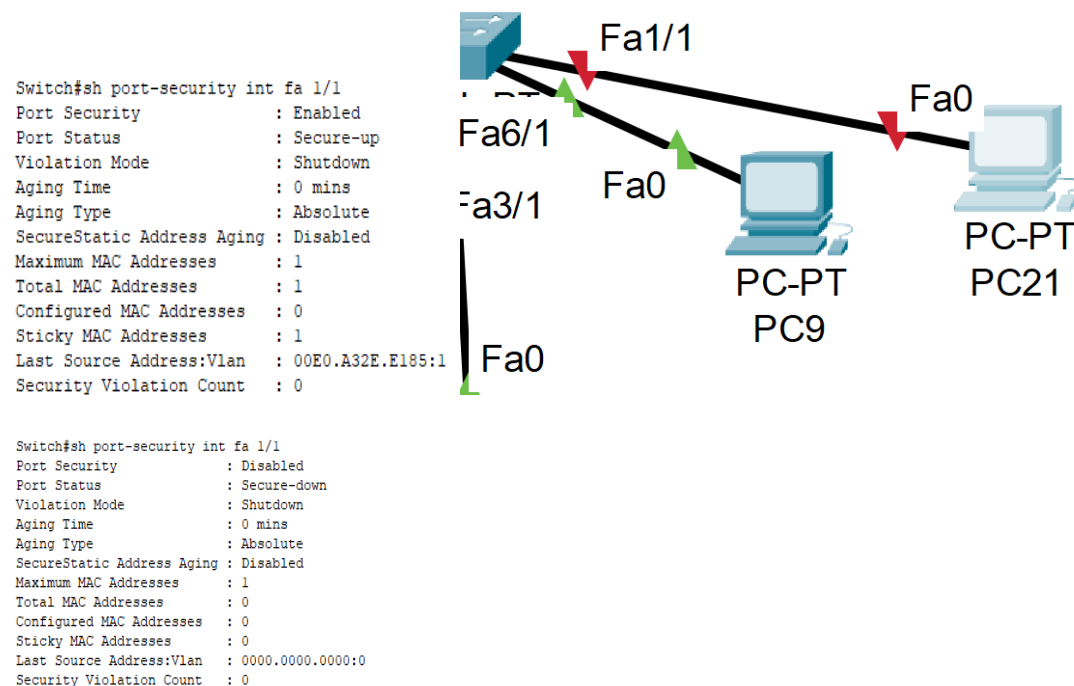 Switch#sh port-security int fa 1/1
Port Security : Enabled
Port Status : Secure-up
Violation Mode : Shutdown
Aging Time : 0 mins
Aging Type : Absolute
SecureStatic Address Aging : Disabled
Maximum MAC Addresses : 1
Total MAC Addresses : 1
Configured MAC Addresses : 0
Sticky MAC Addresses : 1
Last Source Address:Vlan : 00E0.A32E.E185:1
Security Violation Count : 0
Fa1/1
Fa0
Fa6/1
Fa0
Fa3/1
PC-PT
PC9
PC-PT
PC21
Fa0
Switch#sh port-security int fa 1/1
Port Security : Disabled
Port Status : Secure-down
Violation Mode : Shutdown
Aging Time : 0 mins
Aging Type : Absolute
SecureStatic Address Aging : Disabled
Maximum MAC Addresses : 1
Total MAC Addresses : 0
Configured MAC Addresses : 0
Sticky MAC Addresses : 0
Last Source Address:Vlan : 0000.0000.0000:0
Security Violation Count : 0